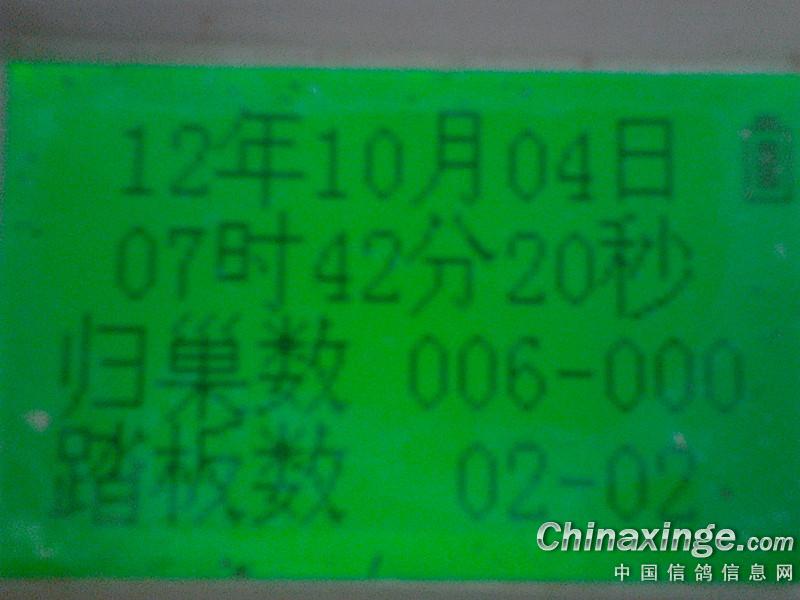 12年10月04日
07时42分20秒
归巢数 006-000
踏板数 02-02
Chinaxinge.com
中国信鸽信息网